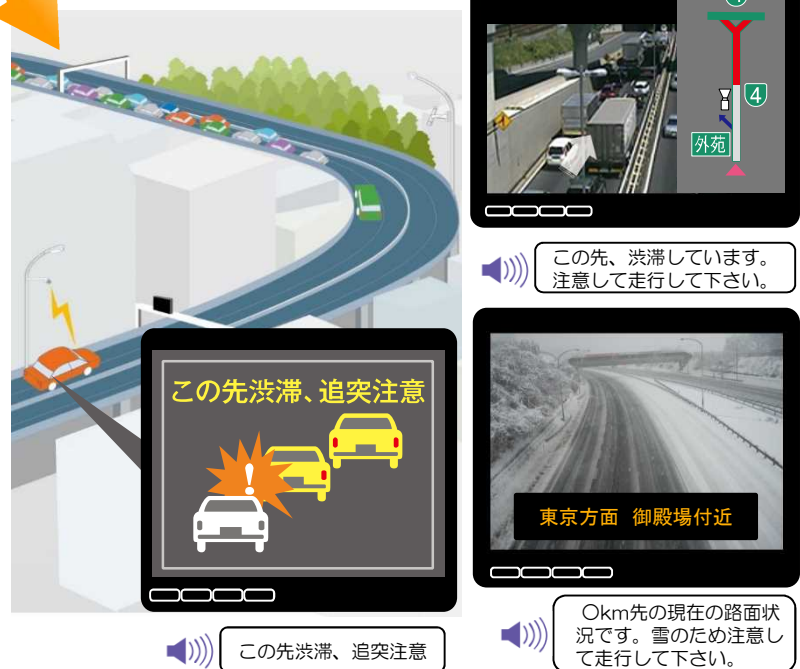 4
4
外苑
この先、渋滞しています。
注意して走行して下さい。
この先渋滞、追突注意
!
東京方面 御殿場付近
この先渋滞、追突注意
○km先の現在の路面状
況です。雪のため注意し
て走行して下さい。